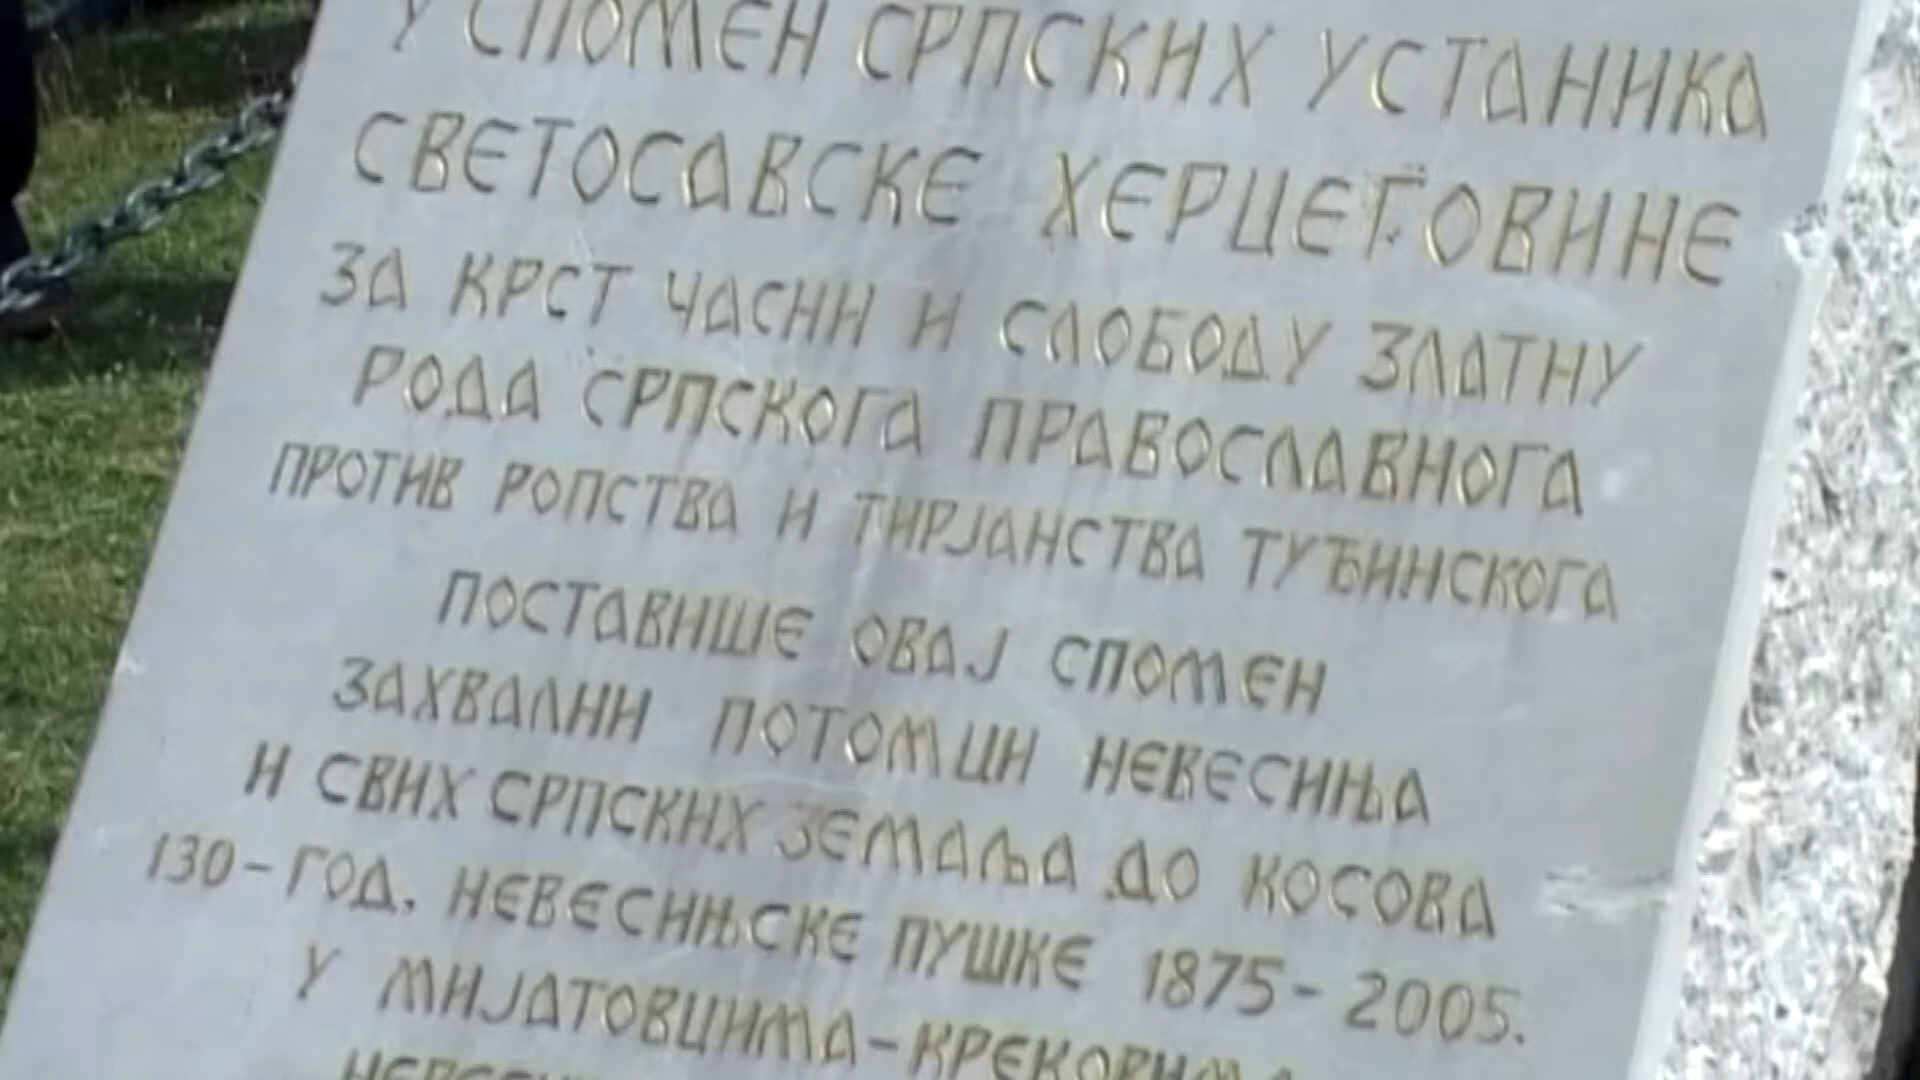 У СПОМЕН СРПСКИХ УСТАНИКА
СВЕТОСАВСКЕ ХЕРЦЕГОВИНЕ
ЗА КРСТ ЧАСНИ И СЛОБОДУ ЗЛАТНУ
РОДА СРПСКОГА ПРАВОСЛАВНОГА
ПРОТИВ РОПСТВА И ТИРЈАНСТВА ТУЂИНСКОГА
ПОСТАВИШЕ ОВАЈ СПОМЕН
ЗАХВАЛНИ ПОТОМЦИ НЕВЕСИЊА
И СВИХ СРПСКИХ ЗЕМАЉА ДО КОСОВА
130-ГОД. НЕВЕСИЊСКЕ ПУШКЕ 1875-2005.
У МИЈАТОВЦИМА-КРЕКОВИМА